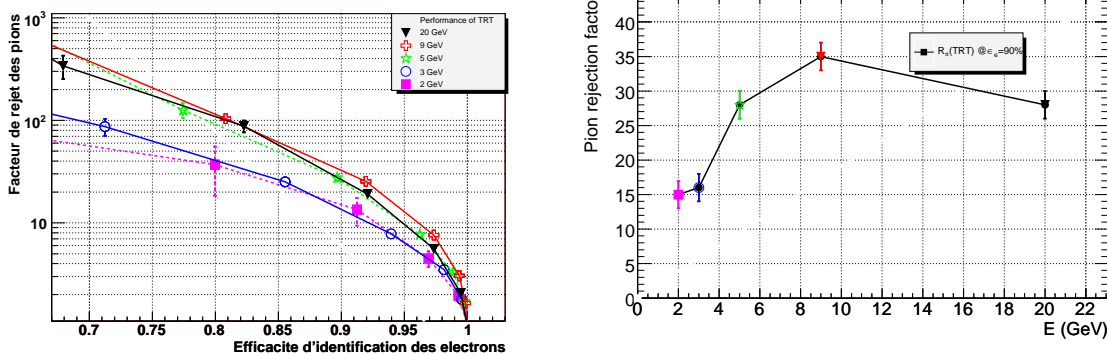 Facteur de rejet des pions
10³
10²
10
Performance of TRT
20 GeV
9 GeV
5 GeV
3 GeV
2 GeV
0.7 0.75 0.8 0.85 0.9 0.95 1
Efficacite d'identification des electrons
Pion rejection
40
35
30
25
20
15
10
5
0
R_π(TRT) @ε_e=90%
0 2 4 6 8 10 12 14 16 18 20 22
E (GeV)